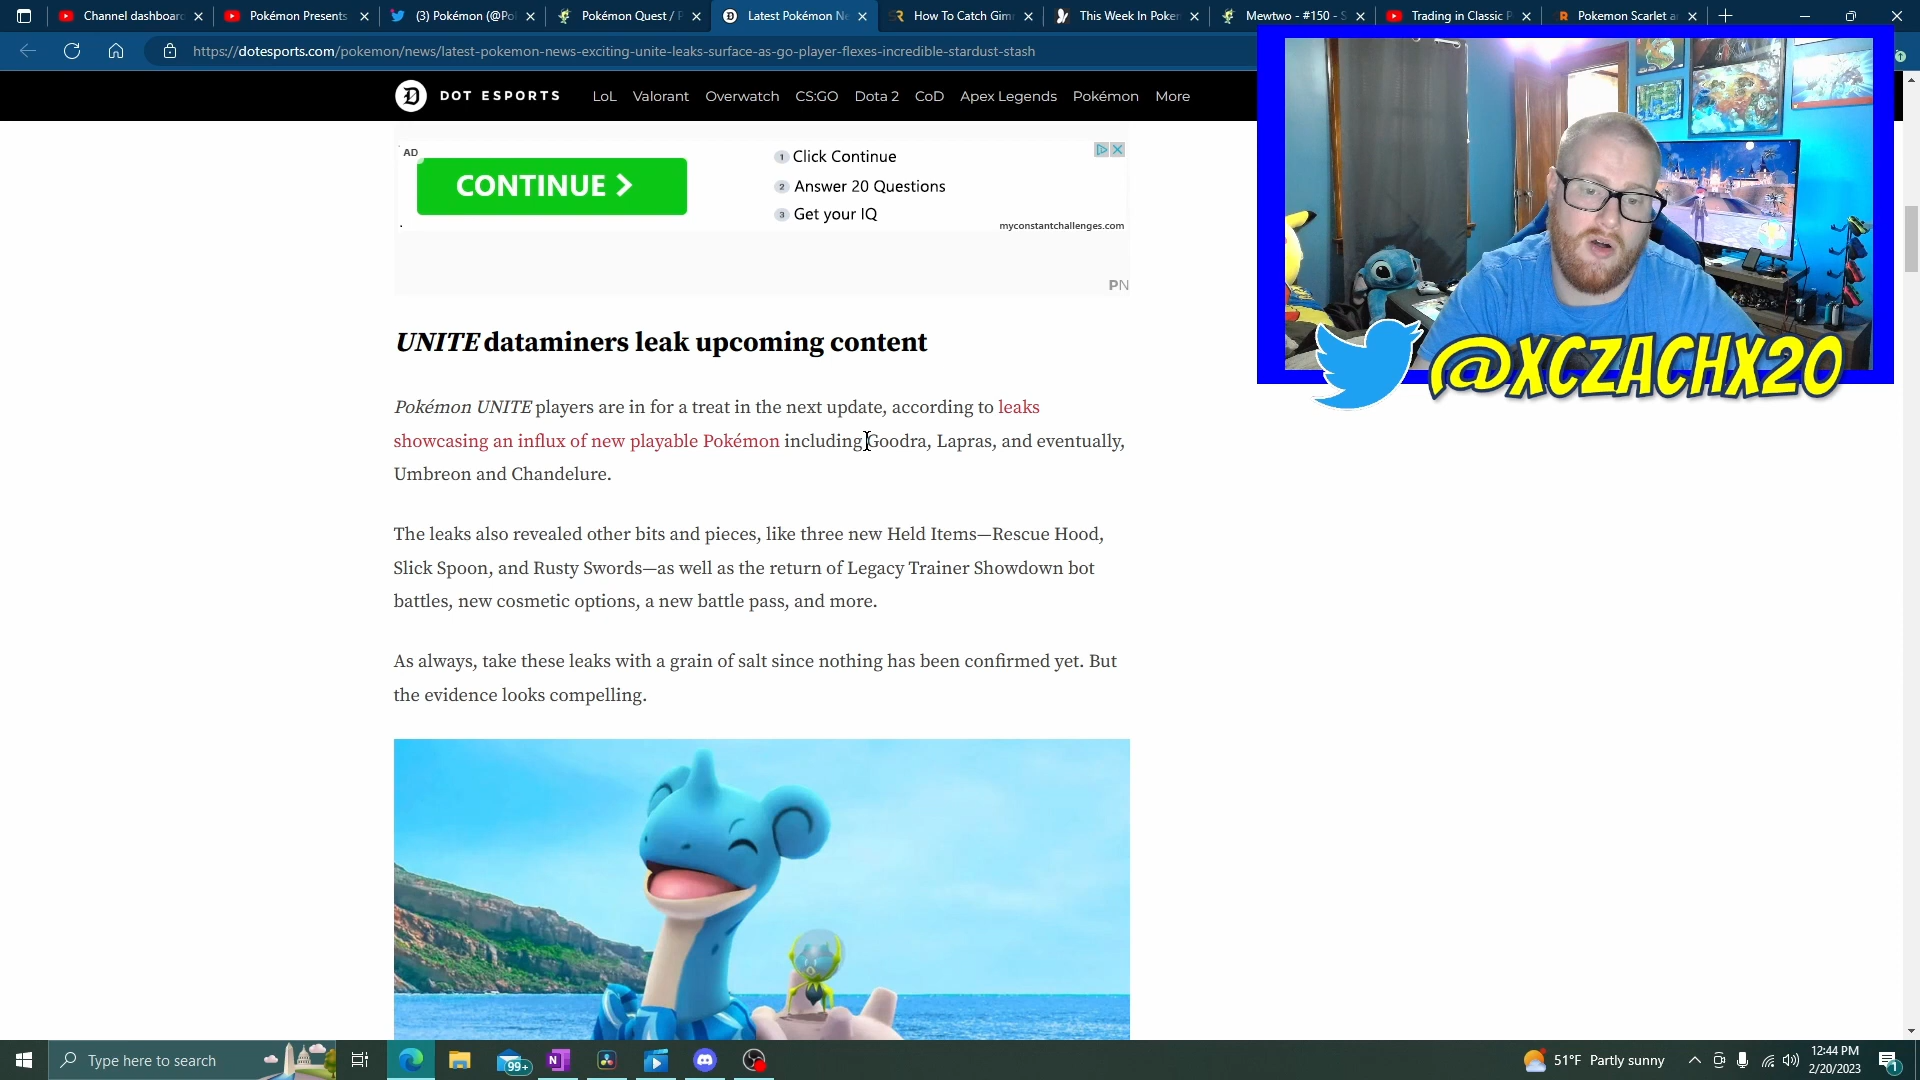 Channel dashboard
Pokémon Presents
(3) Pokémon (@Po
Pokémon Quest / P
Latest Pokémon Ne
How To Catch Gim
This Week In Poken
Mewtwo - #150 - S
Trading in Classic P
Pokemon Scarlet a
https://dotesports.com/pokemon/news/latest-pokemon-news-exciting-unite-leaks-surface-as-go-player-flexes-incredible-stardust-stash
DOT ESPORTS LoL Valorant Overwatch CS:GO Dota 2 CoD Apex Legends Pokémon More
AD
CONTINUE >
1 Click Continue
2 Answer 20 Questions
3 Get your IQ
myconstantchallenges.com
PN
UNITE dataminers leak upcoming content
Pokémon UNITE players are in for a treat in the next update, according to leaks
showcasing an influx of new playable Pokémon including Goodra, Lapras, and eventually,
Umbreon and Chandelure.
The leaks also revealed other bits and pieces, like three new Held Items—Rescue Hood,
Slick Spoon, and Rusty Swords—as well as the return of Legacy Trainer Showdown bot
battles, new cosmetic options, a new battle pass, and more.
As always, take these leaks with a grain of salt since nothing has been confirmed yet. But
the evidence looks compelling.
@XCZACHX20
Type here to search
99+
51°F Partly sunny
12:44 PM
2/20/2023
1